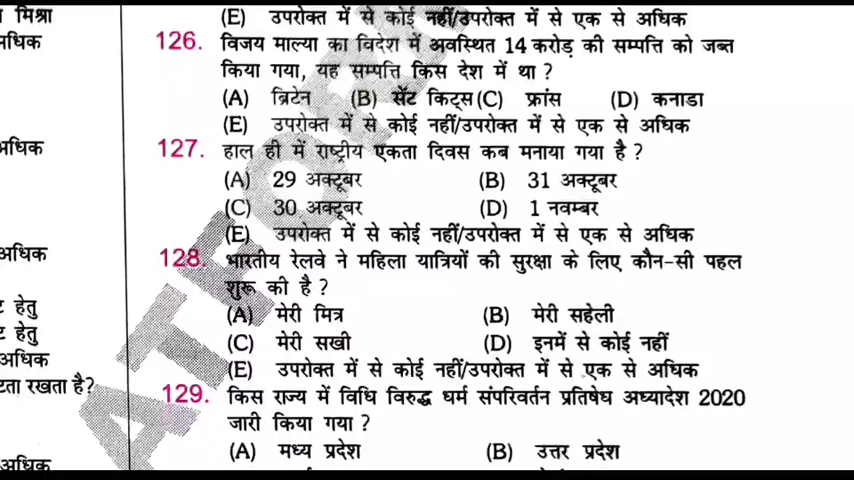 मिश्रा
(E) उपरोक्त में से कोई नहीं/उपरोक्त में से एक से अधिक
126. विजय माल्या का विदेश में अवस्थित 14 करोड़ की सम्पत्ति को जब्त
किया गया, यह सम्पत्ति किस देश में था ?
(A) ब्रिटेन (B) सेंट किट्स (C) फ्रांस (D) कनाडा
(E) उपरोक्त में से कोई नहीं/उपरोक्त में से एक से अधिक
127. हाल ही में राष्ट्रीय एकता दिवस कब मनाया गया है ?
(A) 29 अक्टूबर (B) 31 अक्टूबर
(C) 30 अक्टूबर (D) 1 नवम्बर
(E) उपरोक्त में से कोई नहीं/उपरोक्त में से एक से अधिक
अधिक
128. भारतीय रेलवे ने महिला यात्रियों की सुरक्षा के लिए कौन-सी पहल
शुरू की है ?
हेतु
(A) मेरी मित्र (B) मेरी सहेली
हेतु
(C) मेरी सखी (D) इनमें से कोई नहीं
अधिक
(E) उपरोक्त में से कोई नहीं/उपरोक्त में से एक से अधिक
रखता है?
129. किस राज्य में विधि विरुद्ध धर्म संपरिवर्तन प्रतिषेध अध्यादेश 2020
जारी किया गया ?
(A) मध्य प्रदेश (B) उत्तर प्रदेश
अधिक